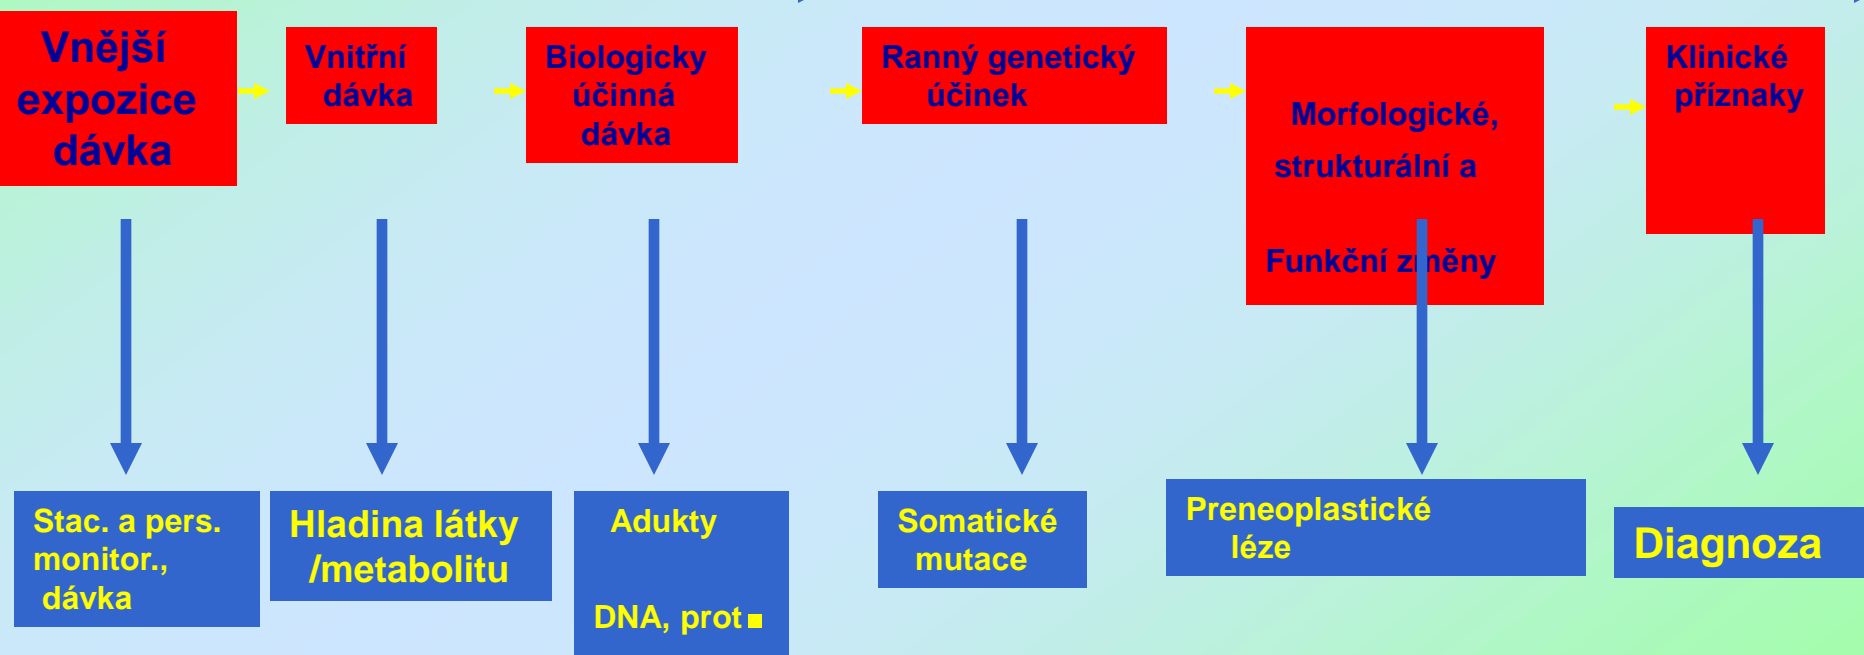 Vnější
expozice
dávka
Vnitřní
dávka
Biologicky
účinná
dávka
Ranný genetický
účinek
Morfologické,
strukturální a
Funkční změny
Klinické
příznaky
Stac. a pers.
monitor.,
dávka
Hladina látky
/metabolitu
Adukty
DNA, prot
Somatické
mutace
Preneoplastické
léze
Diagnoza